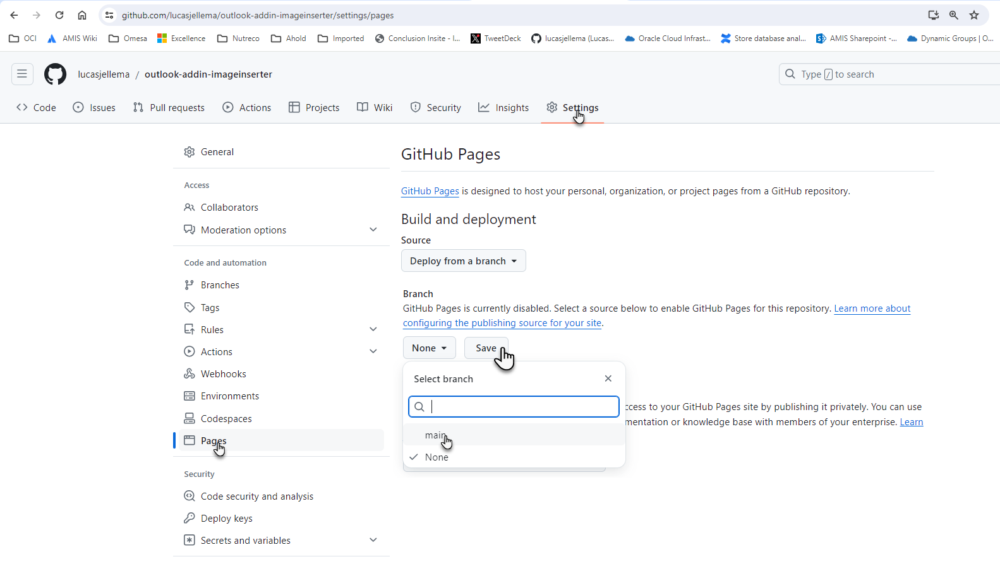 github.com/lucasjellema/outlook-addin-imageinserter/settings/pages
OCI AMIS Wiki Omesa Excellence Nutreco Ahold Imported Conclusion Insite - I... TweetDeck lucasjellema (Lucas... Oracle Cloud Infrast... Store database anal... AMIS Sharepoint -... Dynamic Groups | O...
lucasjellema / outlook-addin-imageinserter
Type / to search
Code Issues Pull requests Actions Projects Wiki Security Insights Settings
General
Access
Collaborators
Moderation options
Code and automation
Branches
Tags
Rules
Actions
Webhooks
Environments
Codespaces
Pages
Security
Code security and analysis
Deploy keys
Secrets and variables
GitHub Pages
GitHub Pages is designed to host your personal, organization, or project pages from a GitHub repository.
Build and deployment
Source
Deploy from a branch
Branch
GitHub Pages is currently disabled. Select a source below to enable GitHub Pages for this repository. Learn more about
configuring the publishing source for your site.
None Save
Select branch
main
None
ccess to your GitHub Pages site by publishing it privately. You can use
mentation or knowledge base with members of your enterprise. Learn